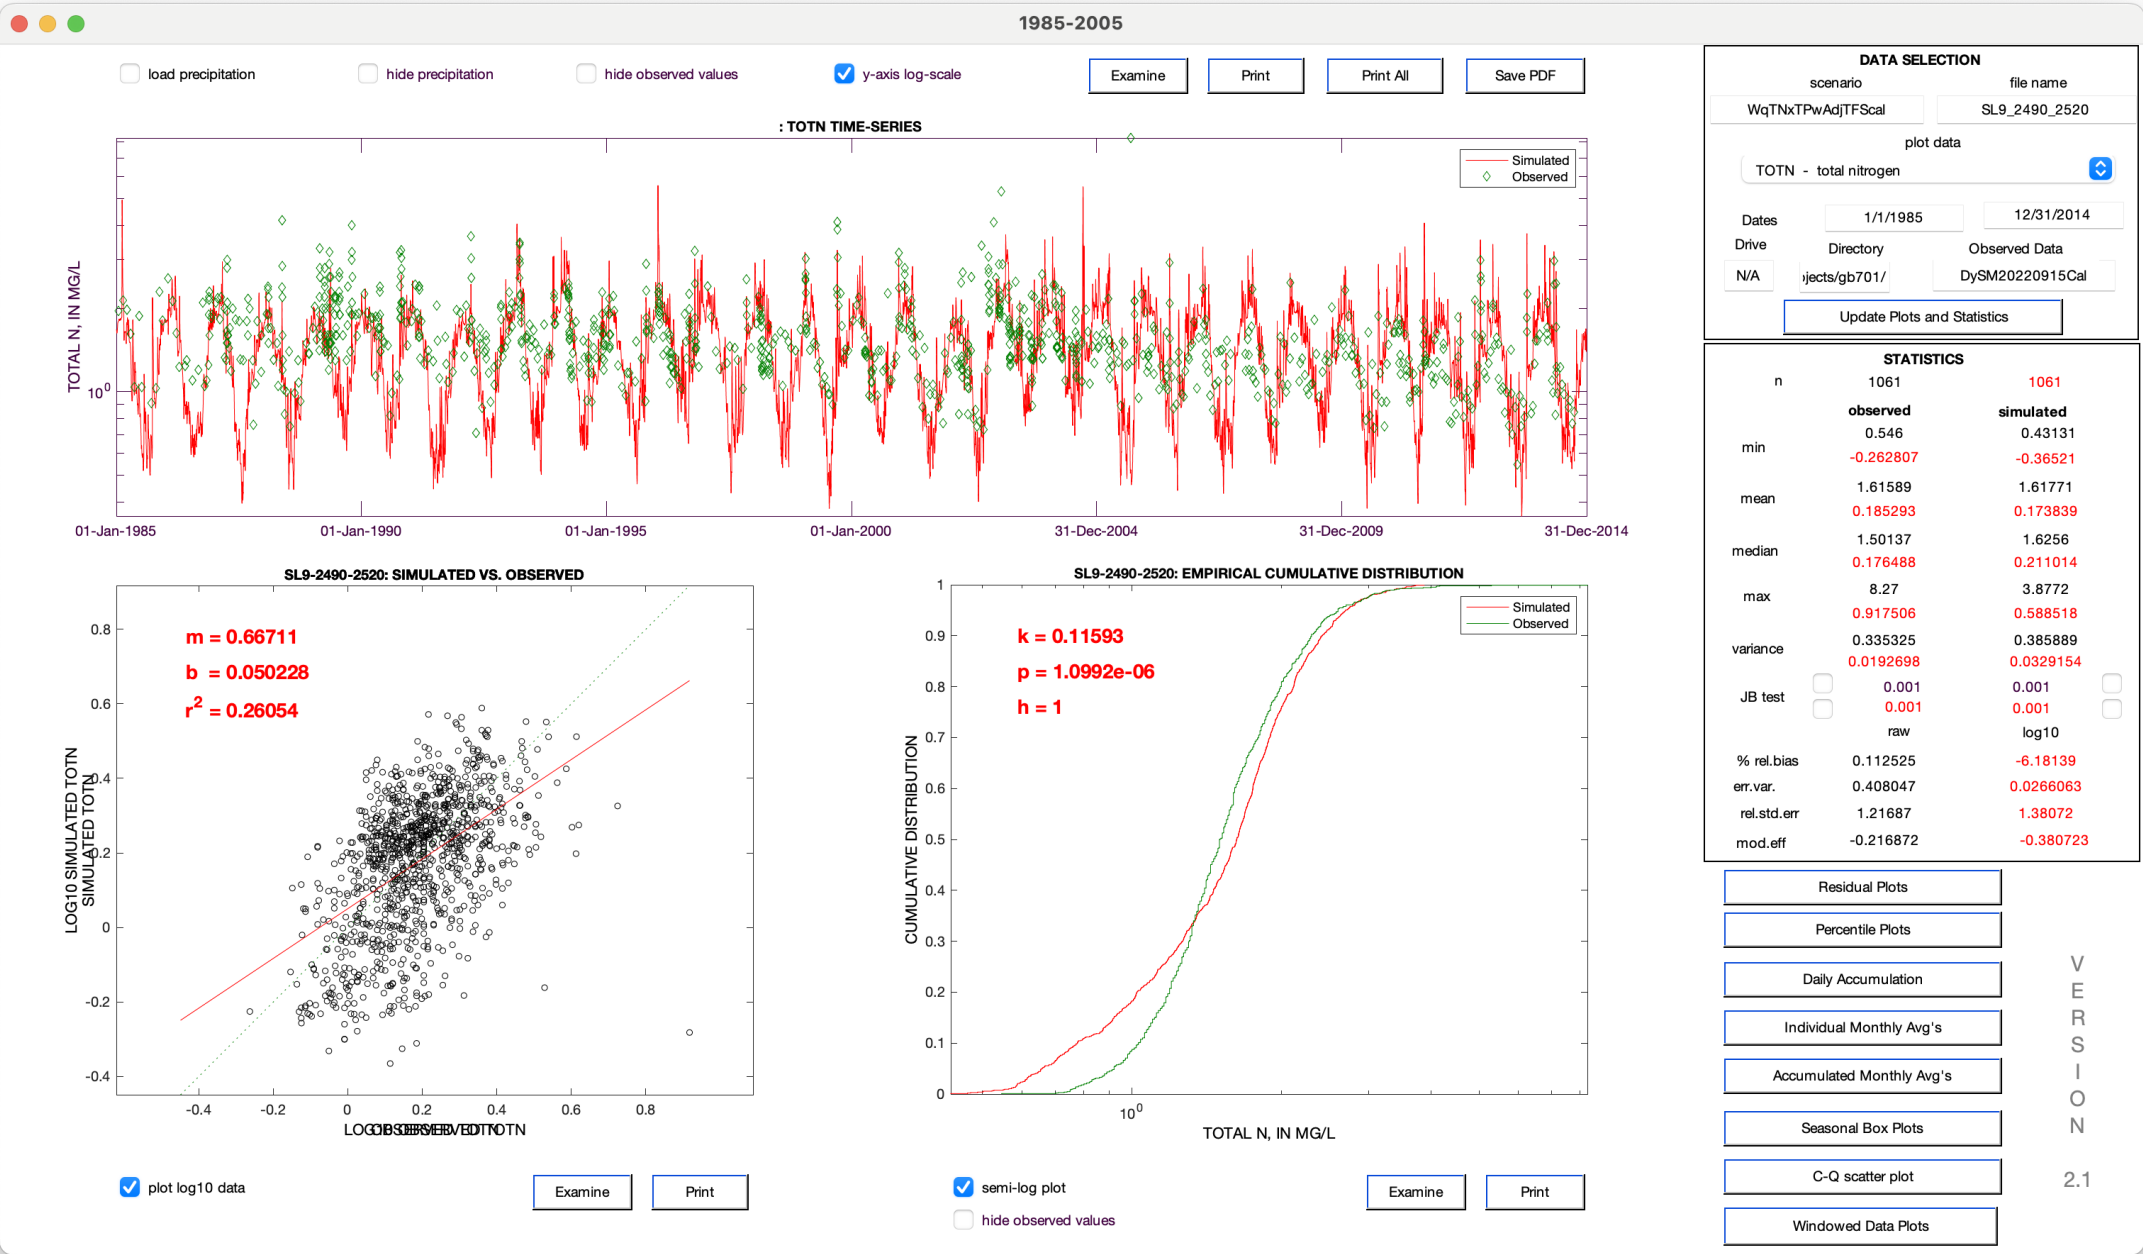 1985-2005
load precipitation
hide precipitation
hide observed values
y-axis log-scale
Examine
Print
Print All
Save PDF
: TOTN TIME-SERIES
TOTAL N, IN MG/L
10^0
Simulated
Observed
01-Jan-1985
01-Jan-1990
01-Jan-1995
01-Jan-2000
31-Dec-2004
31-Dec-2009
31-Dec-2014
SL9-2490-2520: SIMULATED VS. OBSERVED
m = 0.66711
b = 0.050228
r^2 = 0.26054
LOG10 SIMULATED TOTN
SIMULATED TOTN
0.8
0.6
0.4
0.2
0
-0.2
-0.4
-0.4
-0.2
0
0.2
0.4
0.6
0.8
plot log10 data
Examine
Print
SL9-2490-2520: EMPIRICAL CUMULATIVE DISTRIBUTION
k = 0.11593
p = 1.0992e-06
h = 1
Simulated
Observed
CUMULATIVE DISTRIBUTION
1
0.9
0.8
0.7
0.6
0.5
0.4
0.3
0.2
0.1
0
10^0
TOTAL N, IN MG/L
semi-log plot
hide observed values
Examine
Print
DATA SELECTION
scenario file name
WqTNxTPwAdjTFScal SL9_2490_2520
plot data
TOTN - total nitrogen
Dates 1/1/1985 12/31/2014
Drive Directory Observed Data
N/A jects/gb701/ DySM20220915Cal
Update Plots and Statistics
STATISTICS
n 1061 1061
observed simulated
min 0.546 0.43131
-0.262807 -0.36521
mean 1.61589 1.61771
0.185293 0.173839
median 1.50137 1.6256
0.176488 0.211014
max 8.27 3.8772
0.917506 0.588518
variance 0.335325 0.385889
0.0192698 0.0329154
JB test 0.001 0.001
0.001 0.001
raw log10
% rel.bias 0.112525 -6.18139
err.var. 0.408047 0.0266063
rel.std.err 1.21687 1.38072
mod.eff -0.216872 -0.380723
Residual Plots
Percentile Plots
Daily Accumulation
Individual Monthly Avg's
Accumulated Monthly Avg's
Seasonal Box Plots
C-Q scatter plot
Windowed Data Plots
VERSION
2.1